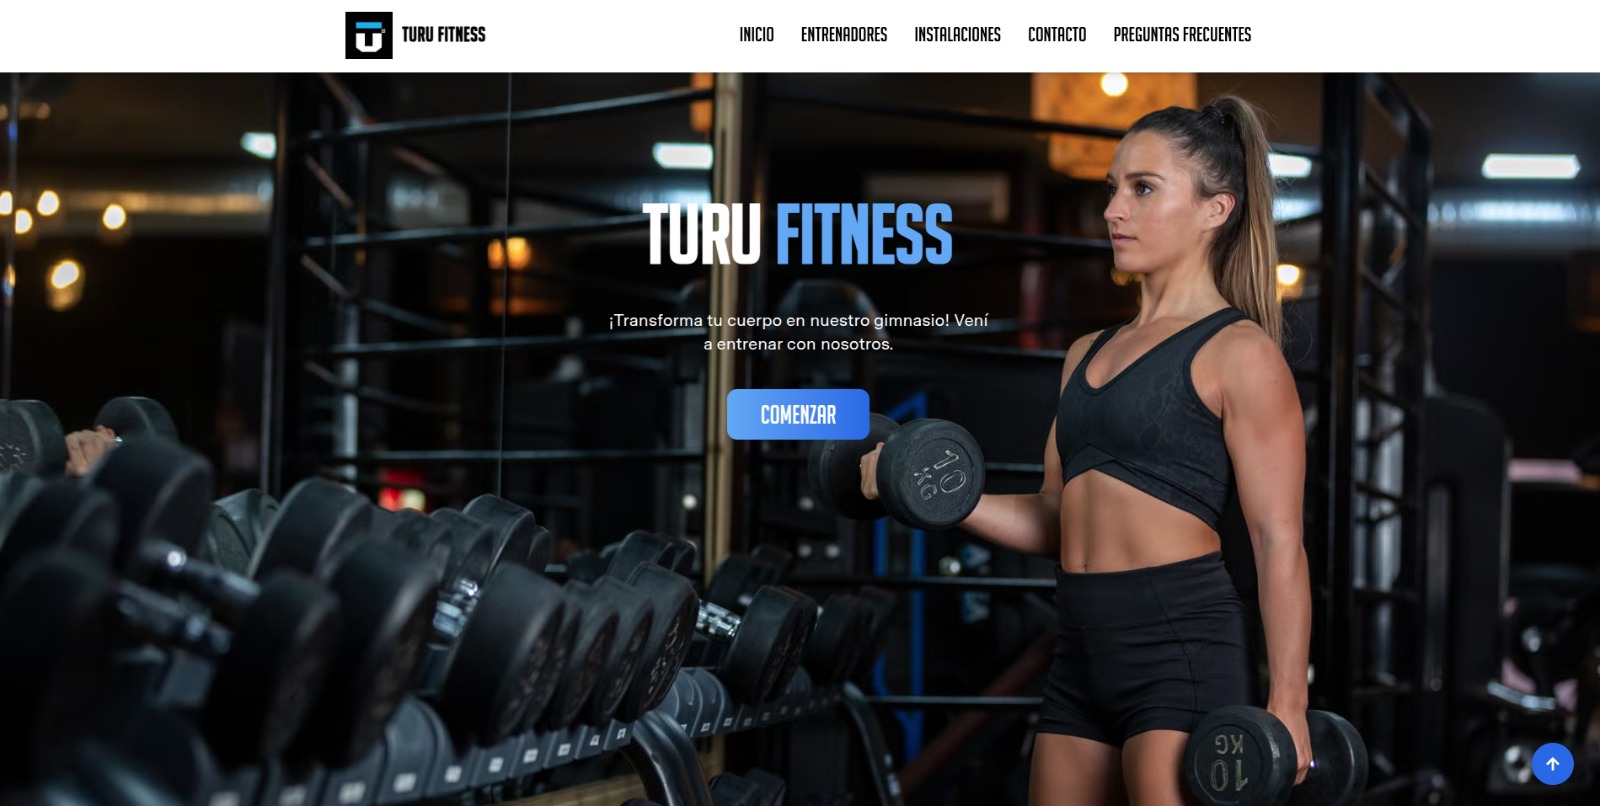 TURU FITNESS
INICIO
ENTRENADORES
INSTALACIONES
CONTACTO
PREGUNTAS FRECUENTES
TURU FITNESS
¡Transforma tu cuerpo en nuestro gimnasio! Vení
a entrenar con nosotros.
COMENZAR
10
KG
10
KG